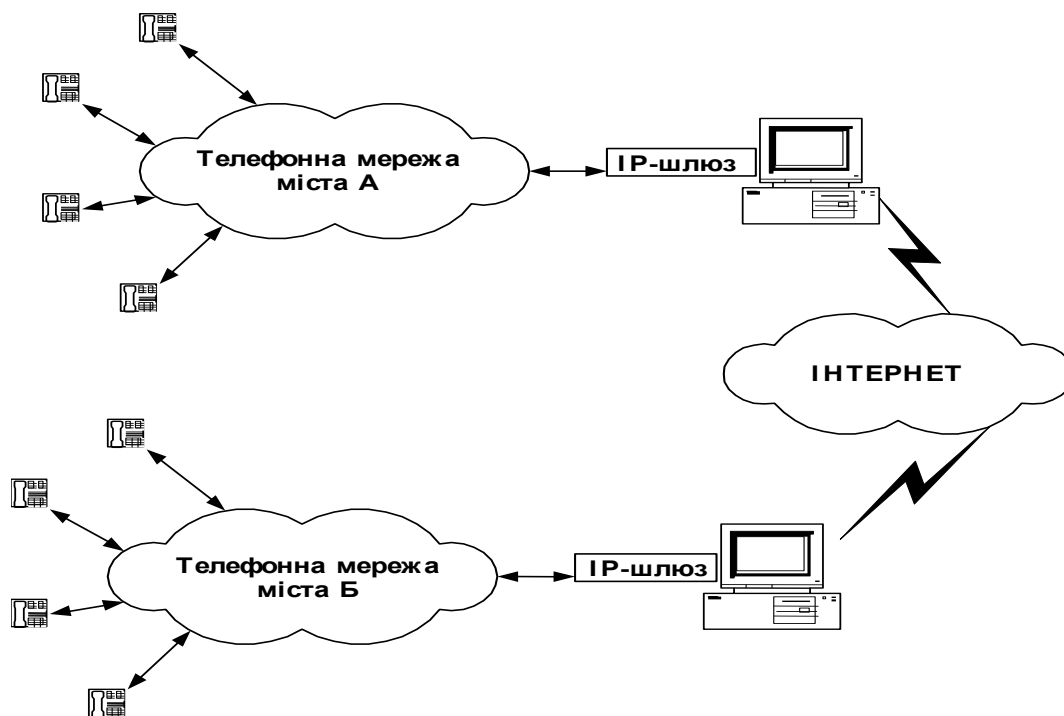 Телефонна мережа
міста А
ІР-шлюз
ІНТЕРНЕТ
Телефонна мережа
міста Б
ІР-шлюз